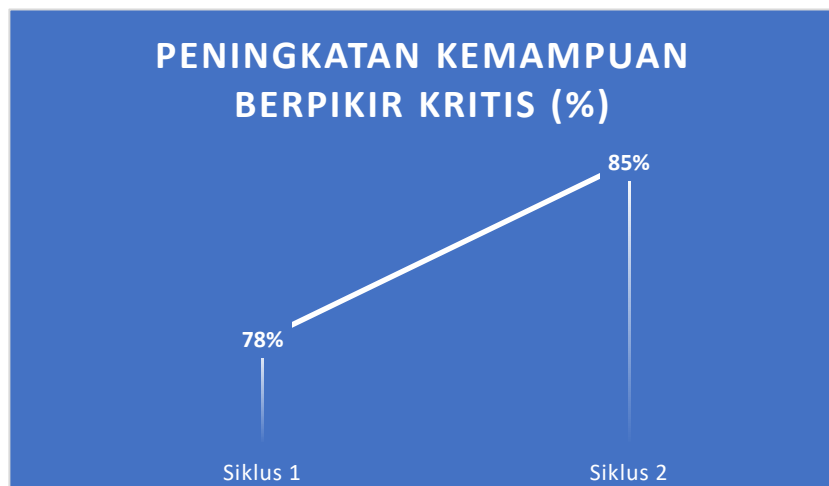 PENINGKATAN KEMAMPUAN
BERPIKIR KRITIS (%)
85%
78%
Siklus 1
Siklus 2